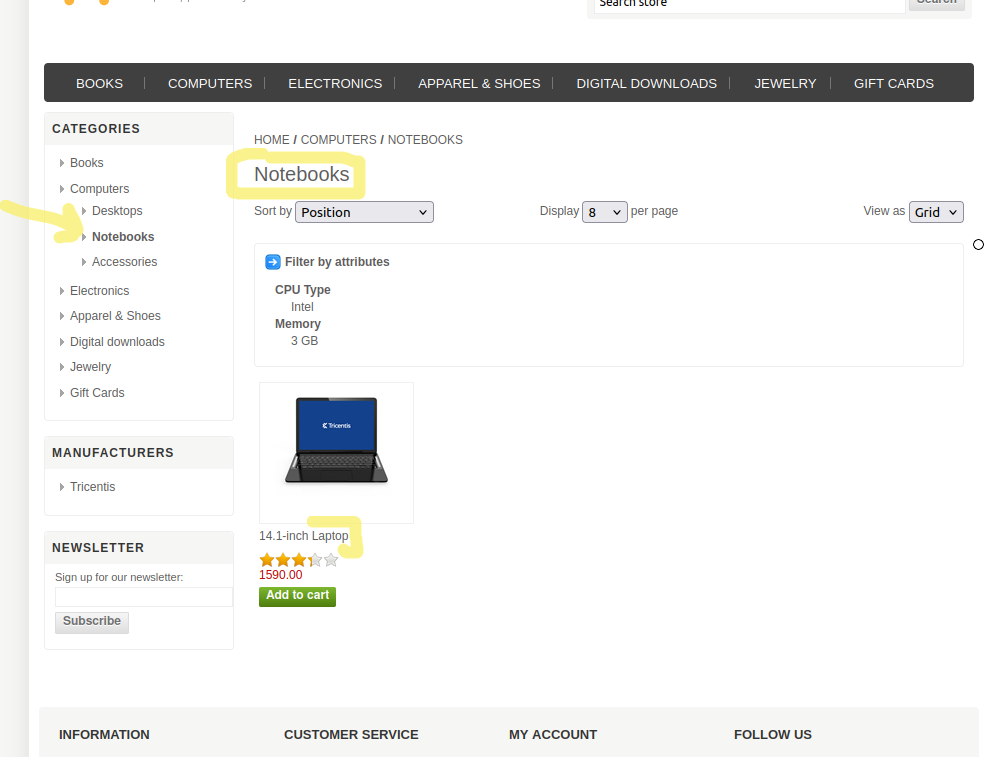 Search store
Search
BOOKS
COMPUTERS
ELECTRONICS
APPAREL & SHOES
DIGITAL DOWNLOADS
JEWELRY
GIFT CARDS
CATEGORIES
Books
Computers
Desktops
Notebooks
Accessories
Electronics
Apparel & Shoes
Digital downloads
Jewelry
Gift Cards
MANUFACTURERS
Tricentis
NEWSLETTER
Sign up for our newsletter:
Subscribe
HOME / COMPUTERS / NOTEBOOKS
Notebooks
Sort by Position
Display 8 per page
View as Grid
Filter by attributes
CPU Type
Intel
Memory
3 GB
Tricentis
14.1-inch Laptop
1590.00
Add to cart
INFORMATION
CUSTOMER SERVICE
MY ACCOUNT
FOLLOW US